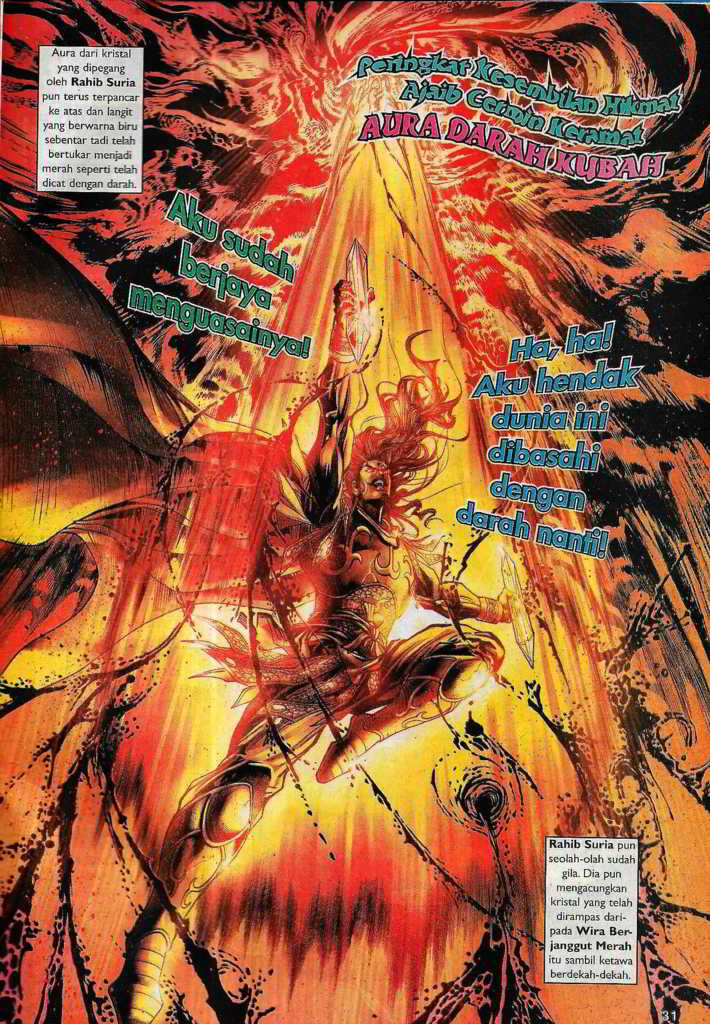 Aura dari kristal
yang dipegang
oleh Rahib Suria
pun terus terpancar
ke atas dan langit
yang berwarna biru
sebentar tadi telah
bertukar menjadi
merah seperti telah
dicat dengan darah.
Peringkat Kesembilan Hikmat
Ajaib Cermin Keramat
AURA DARAH KUBAH
Aku sudah
berjaya
menguasainya!
Ha, ha!
Aku hendak
dunia ini
dibasahi
dengan
darah nanti!
Rahib Suria pun
seolah-olah sudah
gila. Dia pun
mengacungkan
kristal yang telah
dirampas dari-
pada Wira Ber-
janggut Merah
itu sambil ketawa
berdekah-dekah.
31